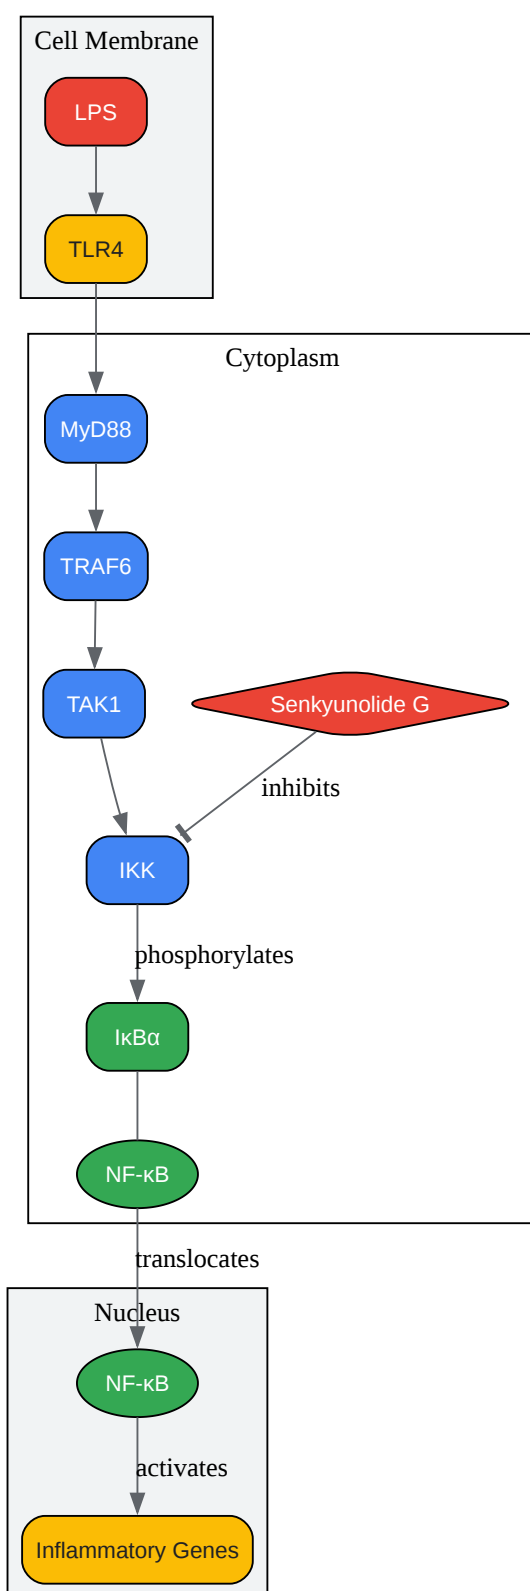 Cell Membrane
LPS
TLR4
Cytoplasm
MyD88
TRAF6
TAK1
Senkyunolide G
inhibits
IKK
phosphorylates
IκBα
NF-κB
translocates
Nucleus
NF-κB
activates
Inflammatory Genes